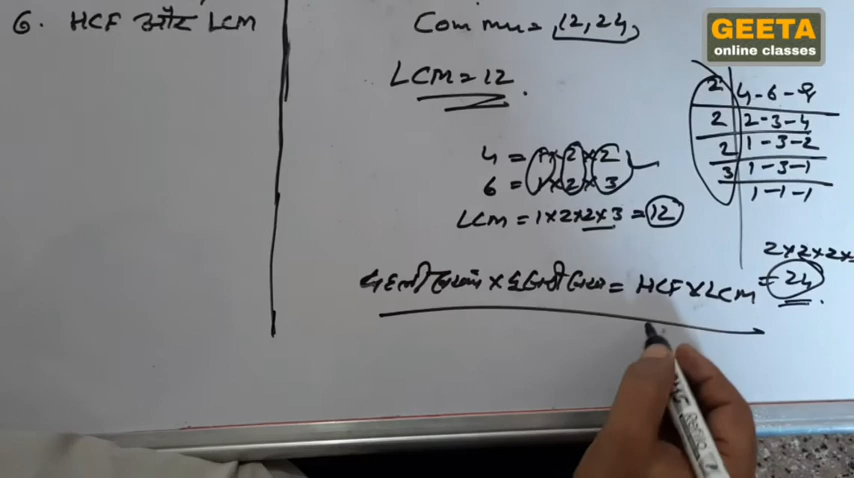 6. HCF और LCM
Common = 12, 24,
LCM = 12
4 = 1 × 2 × 2
6 = 1 × 2 × 3
LCM = 1 × 2 × 2 × 3 = 12
पहली संख्या × दूसरी संख्या = HCF × LCM
GEETA
online classes
2 | 4 - 6 - 8
2 | 2 - 3 - 4
2 | 1 - 3 - 2
3 | 1 - 3 - 1
1 - 1 - 1
2 × 2 × 2 ×
= 24